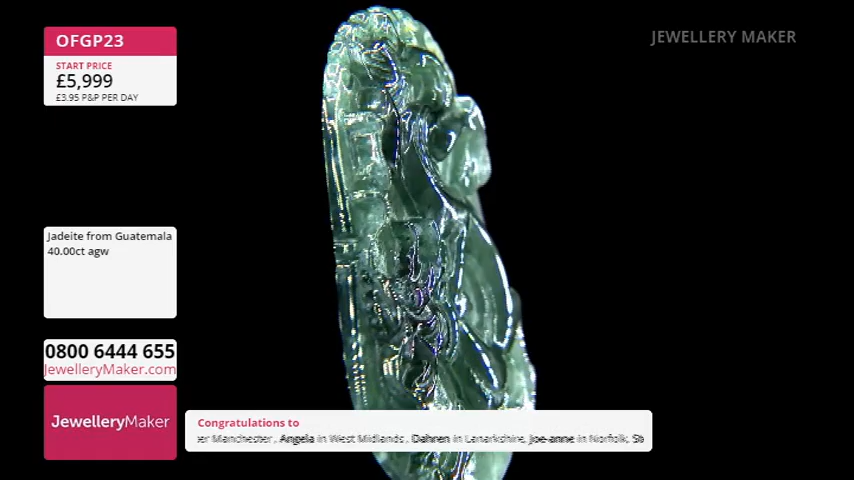 OFGP23
START PRICE
£5,999
£3.95 P&P PER DAY
JEWELLERY MAKER
Jadeite from Guatemala
40.00ct agw
0800 6444 655
JewelleryMaker.com
JewelleryMaker
Congratulations to
er Manchester, Angela in West Midlands, Dahren in Lanarkshire, Joe-anne in Norfolk,